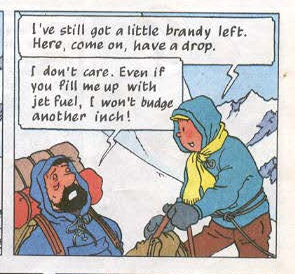 I've still got a little brandy left.
Here, come on, have a drop.
I don't care. Even if
you fill me up with
jet fuel, I won't budge
another inch!